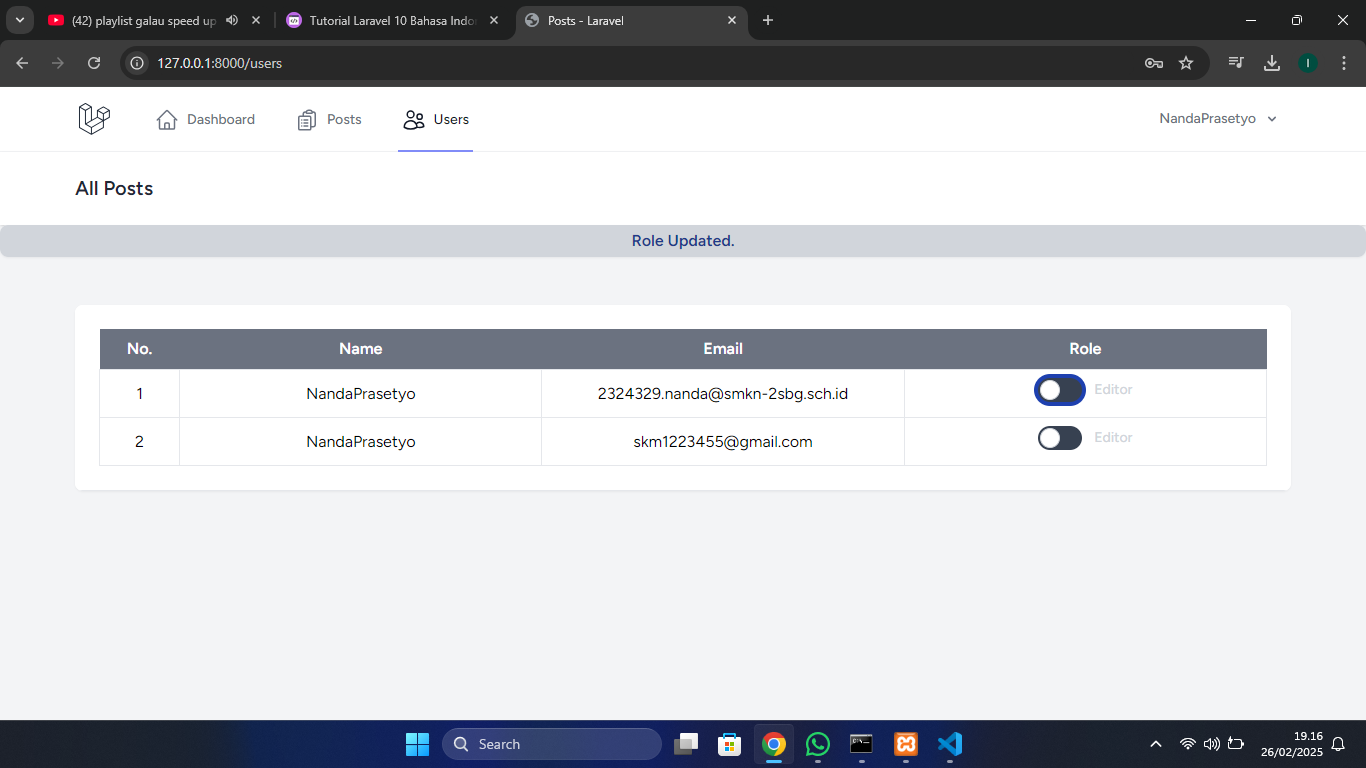 (42) playlist galau speed up
Tutorial Laravel 10 Bahasa Indo
Posts - Laravel
127.0.0.1:8000/users
I
Dashboard
Posts
Users
NandaPrasetyo
All Posts
Role Updated.
No. Name Email Role
1 NandaPrasetyo 2324329.nanda@smkn-2sbg.sch.id Editor
2 NandaPrasetyo skm1223455@gmail.com Editor
Search
19.16
26/02/2025